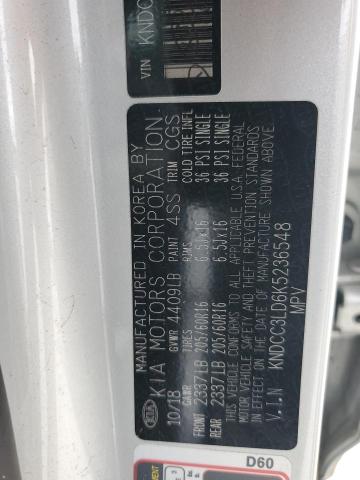 VIN KNDC
MANUFACTURED IN KOREA BY
KIA KIA MOTORS CORPORATION
10/18 GVWR 4409LB PAINT 4SS TRIM CGS
GAWR TIRES RIMS COLD TIRE INFL
FRONT 2337LB 205/60R16 6.5JX16 36 PSI SINGLE
REAR 2337LB 205/60R16 6.5JX16 36 PSI SINGLE
THIS VEHICLE CONFORMS TO ALL APPLICABLE U.S.A. FEDERAL
MOTOR VEHICLE SAFETY AND THEFT PREVENTION STANDARDS
IN EFFECT ON THE DATE OF MANUFACTURE SHOWN ABOVE.
V.I.N KNDCC3LD6K5236548
MPV
D60